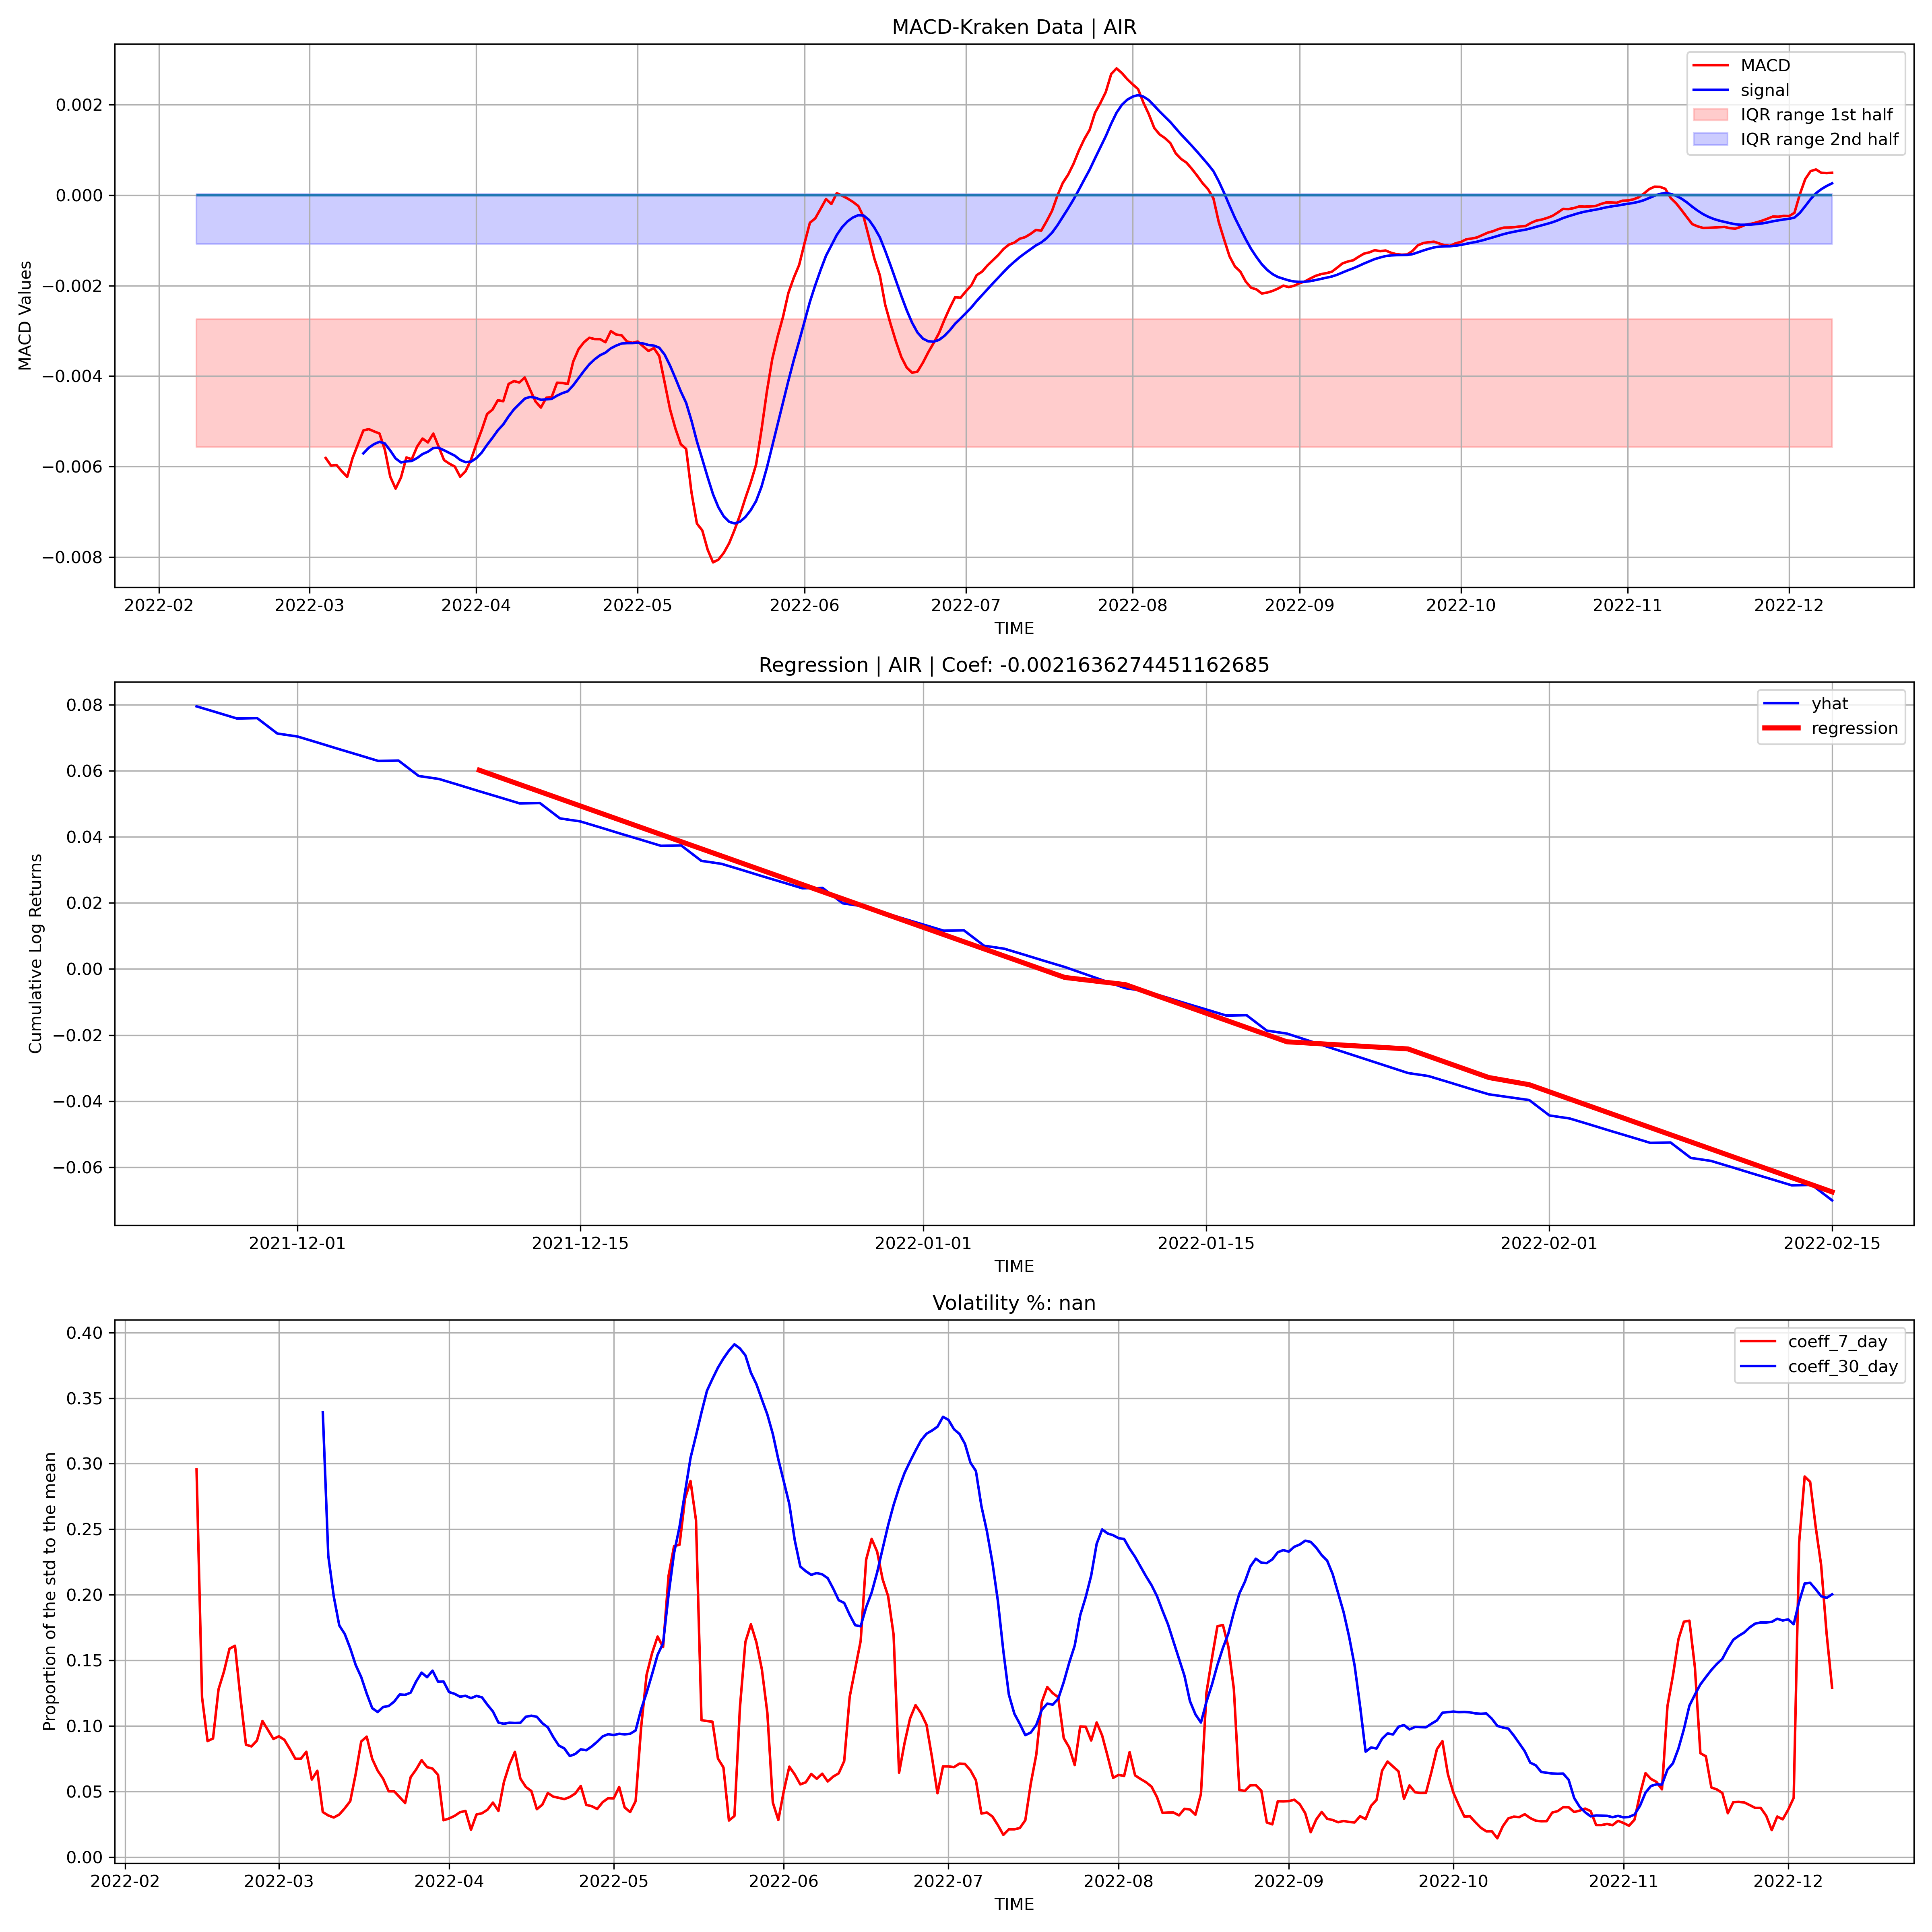 MACD-Kraken Data | AIR
MACD
signal
IQR range 1st half
IQR range 2nd half
MACD Values
0.002
0.000
−0.002
−0.004
−0.006
−0.008
2022-02 2022-03 2022-04 2022-05 2022-06 2022-07 2022-08 2022-09 2022-10 2022-11 2022-12
TIME
Regression | AIR | Coef: -0.0021636274451162685
yhat
regression
Cumulative Log Returns
0.08
0.06
0.04
0.02
0.00
−0.02
−0.04
−0.06
2021-12-01 2021-12-15 2022-01-01 2022-01-15 2022-02-01 2022-02-15
TIME
Volatility %: nan
coeff_7_day
coeff_30_day
Proportion of the std to the mean
0.40
0.35
0.30
0.25
0.20
0.15
0.10
0.05
0.00
2022-02 2022-03 2022-04 2022-05 2022-06 2022-07 2022-08 2022-09 2022-10 2022-11 2022-12
TIME